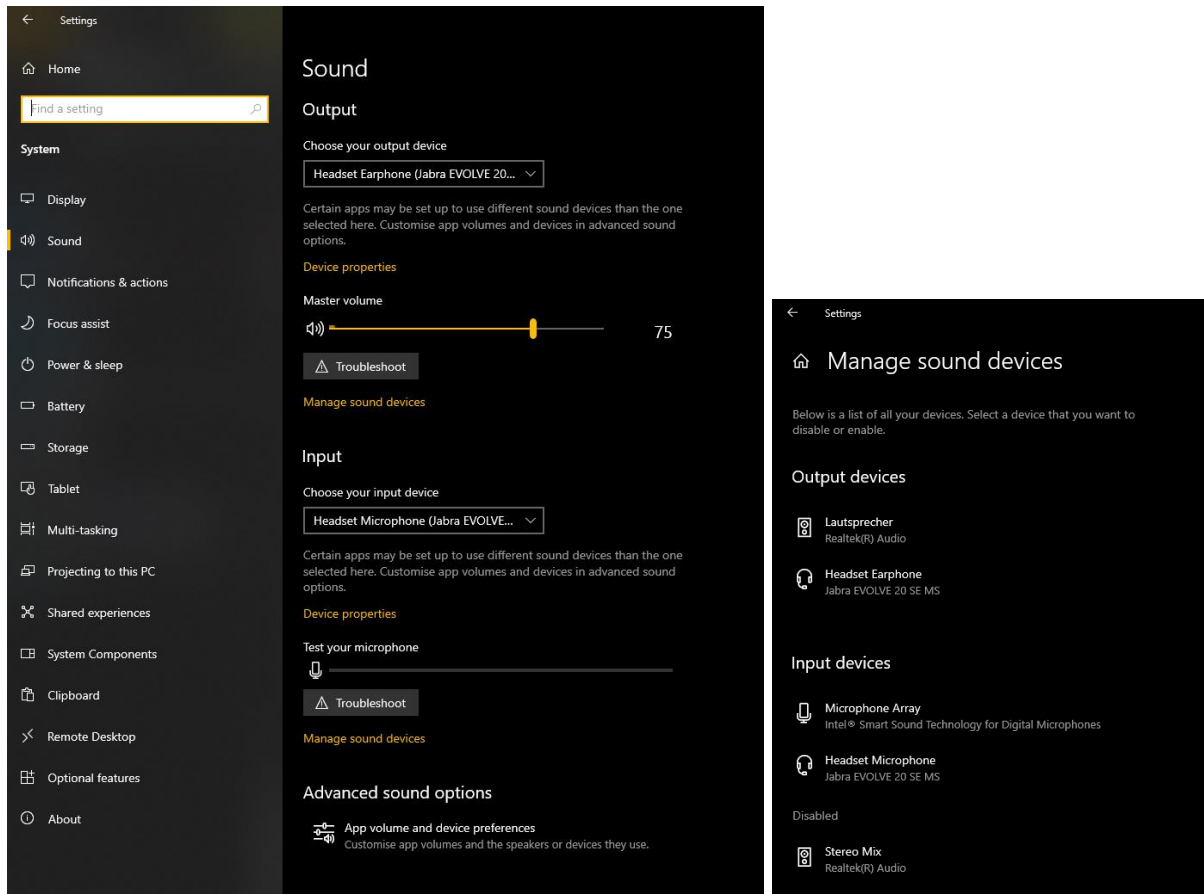 Settings
Home
Find a setting
System
Display
Sound
Notifications & actions
Focus assist
Power & sleep
Battery
Storage
Tablet
Multi-tasking
Projecting to this PC
Shared experiences
System Components
Clipboard
Remote Desktop
Optional features
About
Sound
Output
Choose your output device
Headset Earphone (Jabra EVOLVE 20...
Certain apps may be set up to use different sound devices than the one
selected here. Customise app volumes and devices in advanced sound
options.
Device properties
Master volume
75
Troubleshoot
Manage sound devices
Input
Choose your input device
Headset Microphone (Jabra EVOLVE...
Certain apps may be set up to use different sound devices than the one
selected here. Customise app volumes and devices in advanced sound
options.
Device properties
Test your microphone
Troubleshoot
Manage sound devices
Advanced sound options
App volume and device preferences
Customise app volumes and the speakers or devices they use.
Settings
Manage sound devices
Below is a list of all your devices. Select a device that you want to
disable or enable.
Output devices
Lautsprecher
Realtek(R) Audio
Headset Earphone
Jabra EVOLVE 20 SE MS
Input devices
Microphone Array
Intel® Smart Sound Technology for Digital Microphones
Headset Microphone
Jabra EVOLVE 20 SE MS
Disabled
Stereo Mix
Realtek(R) Audio